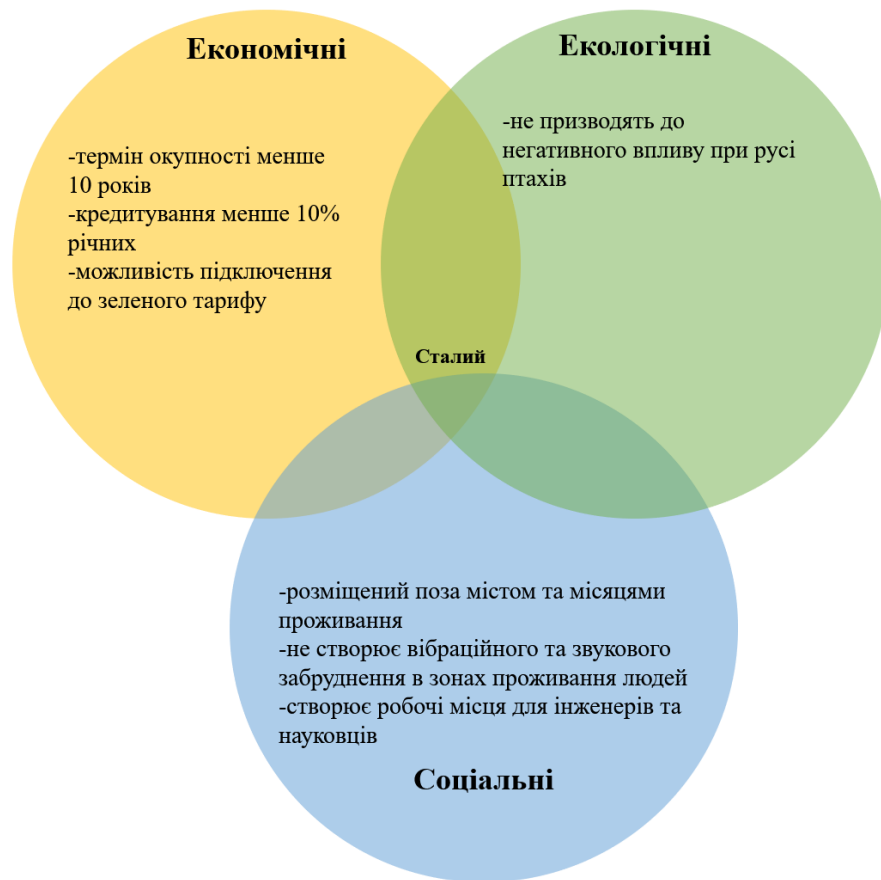 Економічні
-термін окупності менше
10 років
-кредитування менше 10%
річних
-можливість підключення
до зеленого тарифу
Екологічні
-не призводять до
негативного впливу при русі
птахів
Сталий
-розміщений поза містом та місяцями
проживання
-не створює вібраційного та звукового
забруднення в зонах проживання людей
-створює робочі місця для інженерів та
науковців
Соціальні